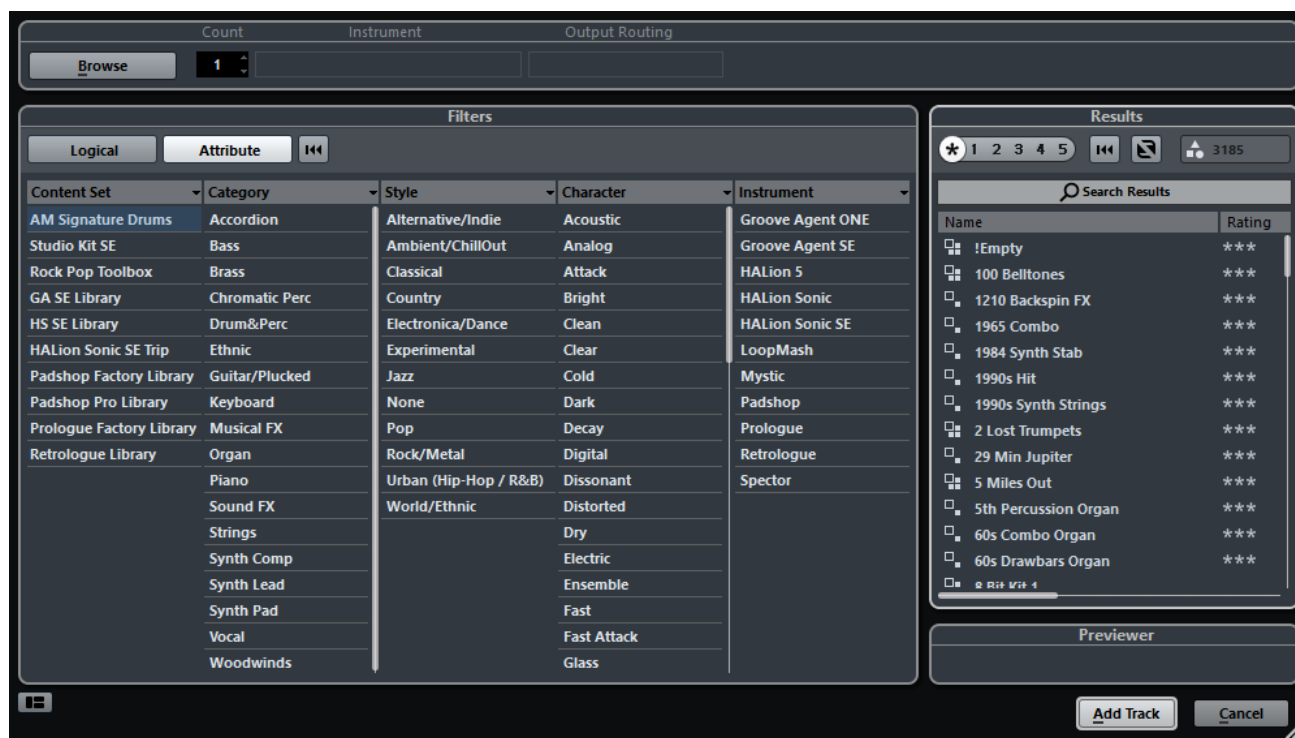 Count Instrument Output Routing
Browse 1
Filters
Logical Attribute
Content Set Category Style Character Instrument
AM Signature Drums Accordion Alternative/Indie Acoustic Groove Agent ONE
Studio Kit SE Bass Ambient/ChillOut Analog Groove Agent SE
Rock Pop Toolbox Brass Classical Attack HALion 5
GA SE Library Chromatic Perc Country Bright HALion Sonic
HS SE Library Drum&Perc Electronica/Dance Clean HALion Sonic SE
HALion Sonic SE Trip Ethnic Experimental Clear LoopMash
Padshop Factory Library Guitar/Plucked Jazz Cold Mystic
Padshop Pro Library Keyboard None Dark Padshop
Prologue Factory Library Musical FX Pop Decay Prologue
Retrologue Library Organ Rock/Metal Digital Retrologue
Piano Urban (Hip-Hop / R&B) Dissonant Spector
Sound FX World/Ethnic Distorted
Strings Dry
Synth Comp Electric
Synth Lead Ensemble
Synth Pad Fast
Vocal Fast Attack
Woodwinds Glass
Results
* 1 2 3 4 5 3185
Search Results
Name Rating
!Empty ***
100 Belltones ***
1210 Backspin FX ***
1965 Combo ***
1984 Synth Stab ***
1990s Hit ***
1990s Synth Strings ***
2 Lost Trumpets ***
29 Min Jupiter ***
5 Miles Out ***
5th Percussion Organ ***
60s Combo Organ ***
60s Drawbars Organ ***
8 Bit Kit 1
Previewer
Add Track Cancel